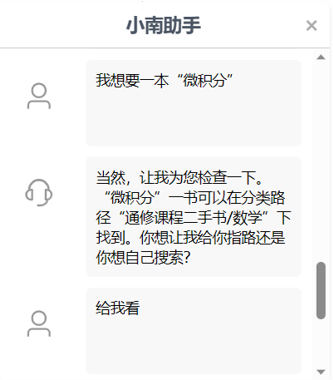 小南助手
我想要一本“微积分”
当然，让我为您检查一下。
“微积分”一书可以在分类路
径“通修课程二手书/数学”下
找到。你想让我给你指路还是
你想自己搜索？
给我看